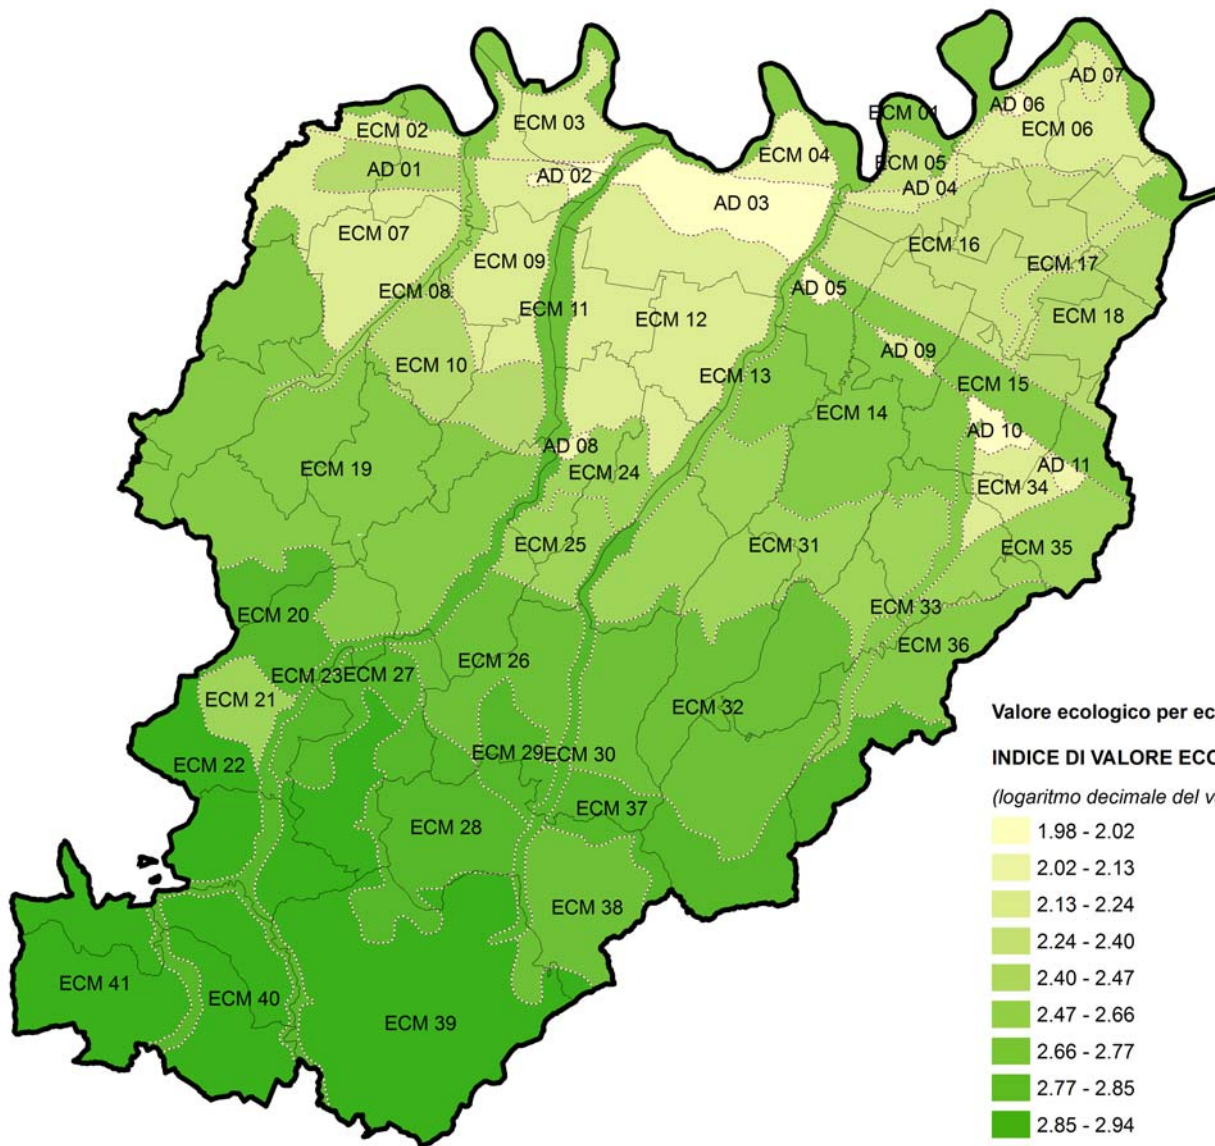 AD 07
AD 06
ECM 01
ECM 02
ECM 03
ECM 06
ECM 04
ECM 05
AD 01
AD 02
AD 04
AD 03
ECM 07
ECM 16
ECM 09
ECM 17
ECM 08
AD 05
ECM 11
ECM 12
ECM 18
AD 09
ECM 10
ECM 13
ECM 15
ECM 14
AD 10
AD 08
ECM 19
ECM 24
AD 11
ECM 34
ECM 25
ECM 31
ECM 35
ECM 20
ECM 33
ECM 36
ECM 26
ECM 23
ECM 27
ECM 21
ECM 32
ECM 29
ECM 30
ECM 22
ECM 37
ECM 28
ECM 38
ECM 41
ECM 40
ECM 39
Valore ecologico per ec
INDICE DI VALORE ECO
(logaritmo decimale del v
1.98 - 2.02
2.02 - 2.13
2.13 - 2.24
2.24 - 2.40
2.40 - 2.47
2.47 - 2.66
2.66 - 2.77
2.77 - 2.85
2.85 - 2.94